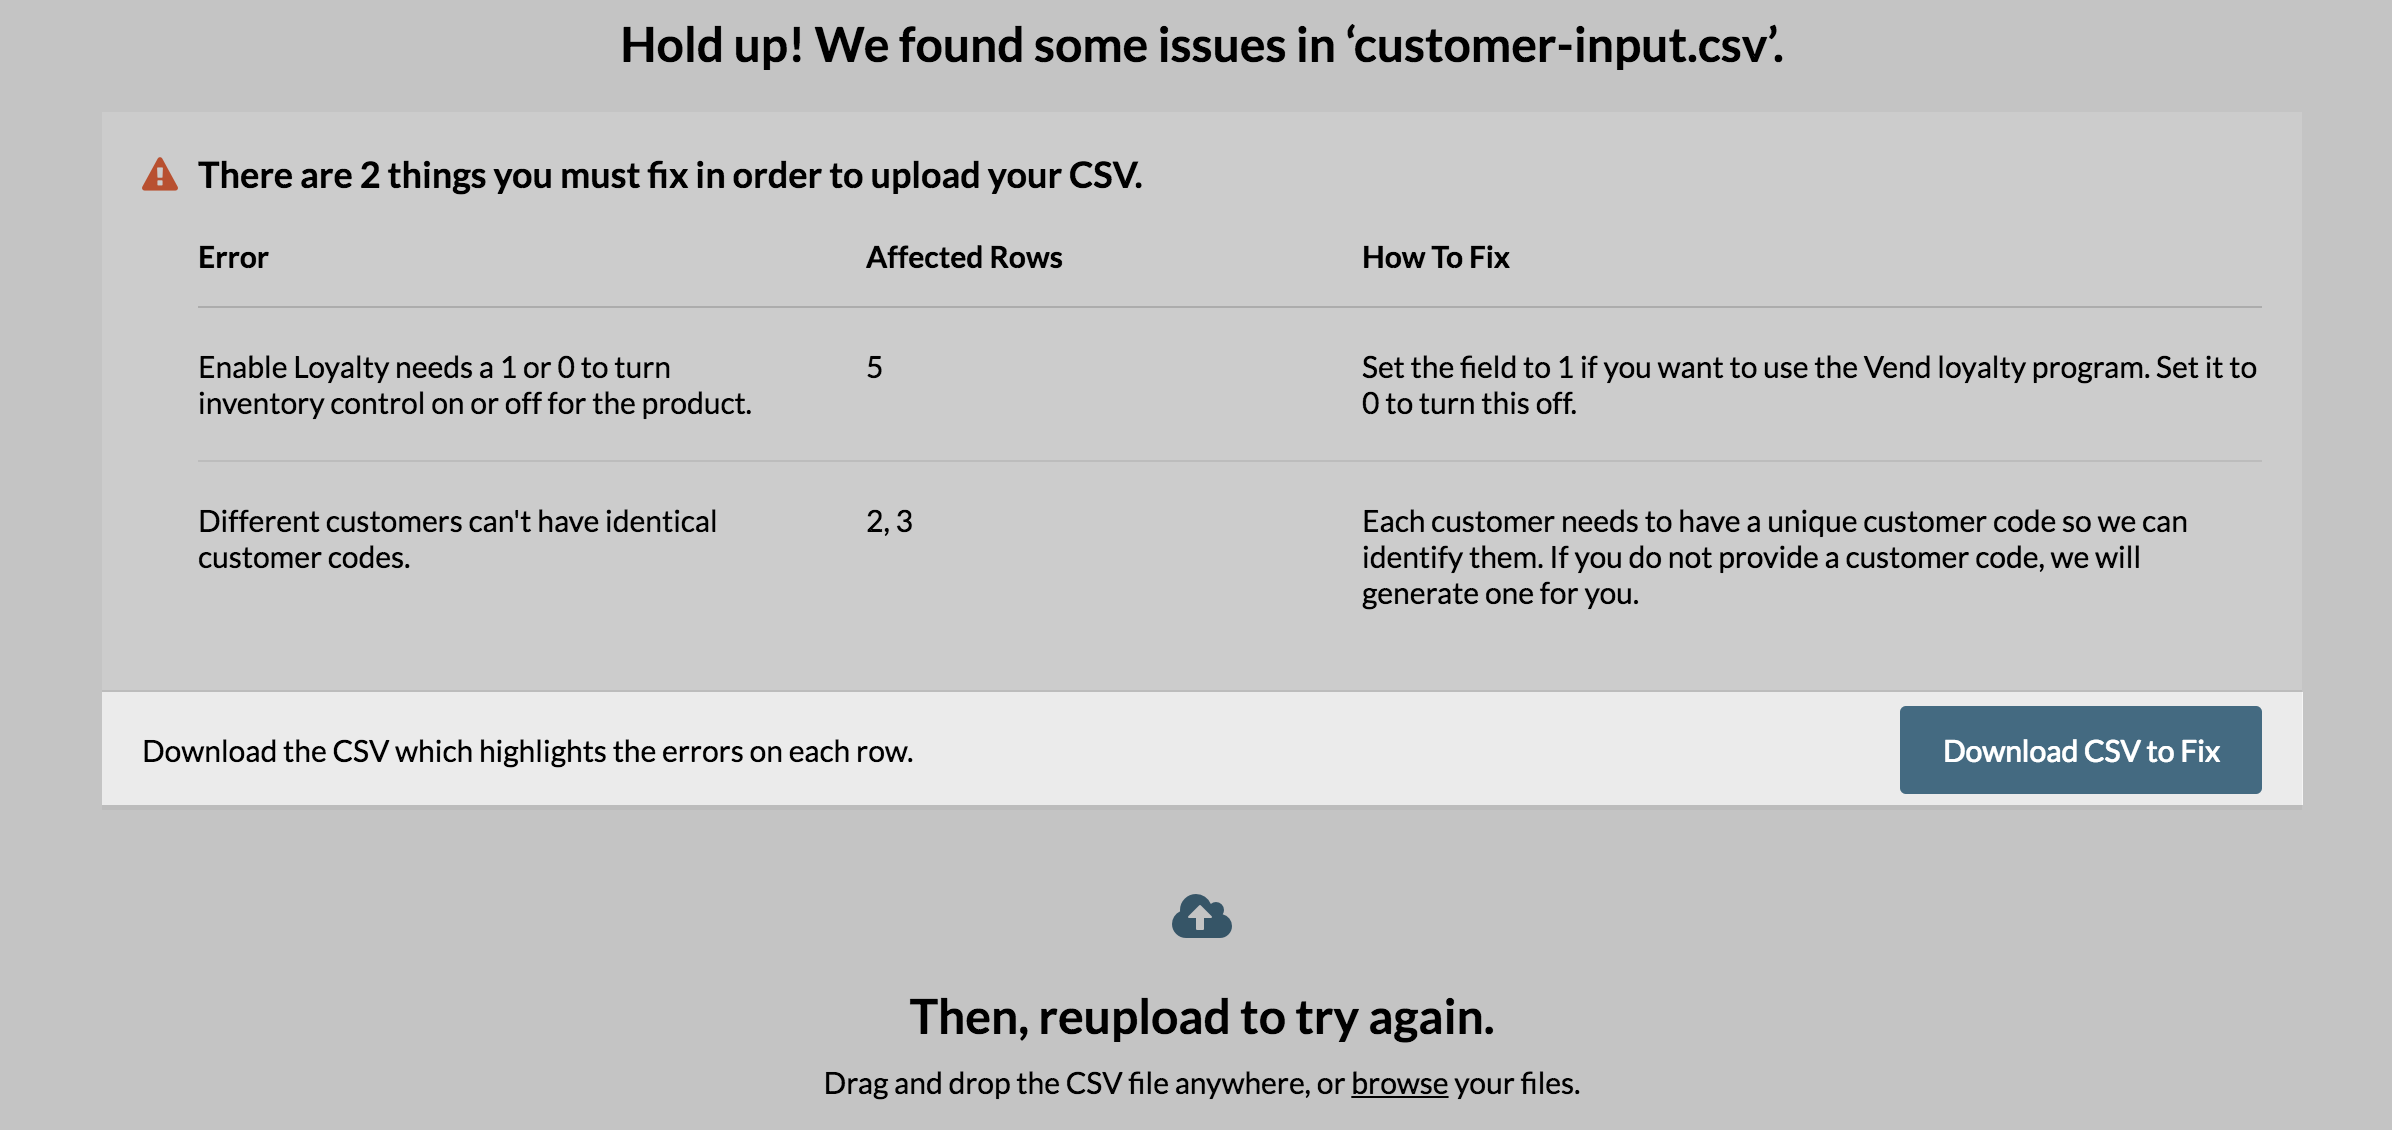 Hold up! We found some issues in ‘customer-input.csv’.
There are 2 things you must fix in order to upload your CSV.
Error Affected Rows How To Fix
Enable Loyalty needs a 1 or 0 to turn
inventory control on or off for the product.
5
Set the field to 1 if you want to use the Vend loyalty program. Set it to
0 to turn this off.
Different customers can't have identical
customer codes.
2, 3
Each customer needs to have a unique customer code so we can
identify them. If you do not provide a customer code, we will
generate one for you.
Download the CSV which highlights the errors on each row.
Download CSV to Fix
Then, reupload to try again.
Drag and drop the CSV file anywhere, or browse your files.